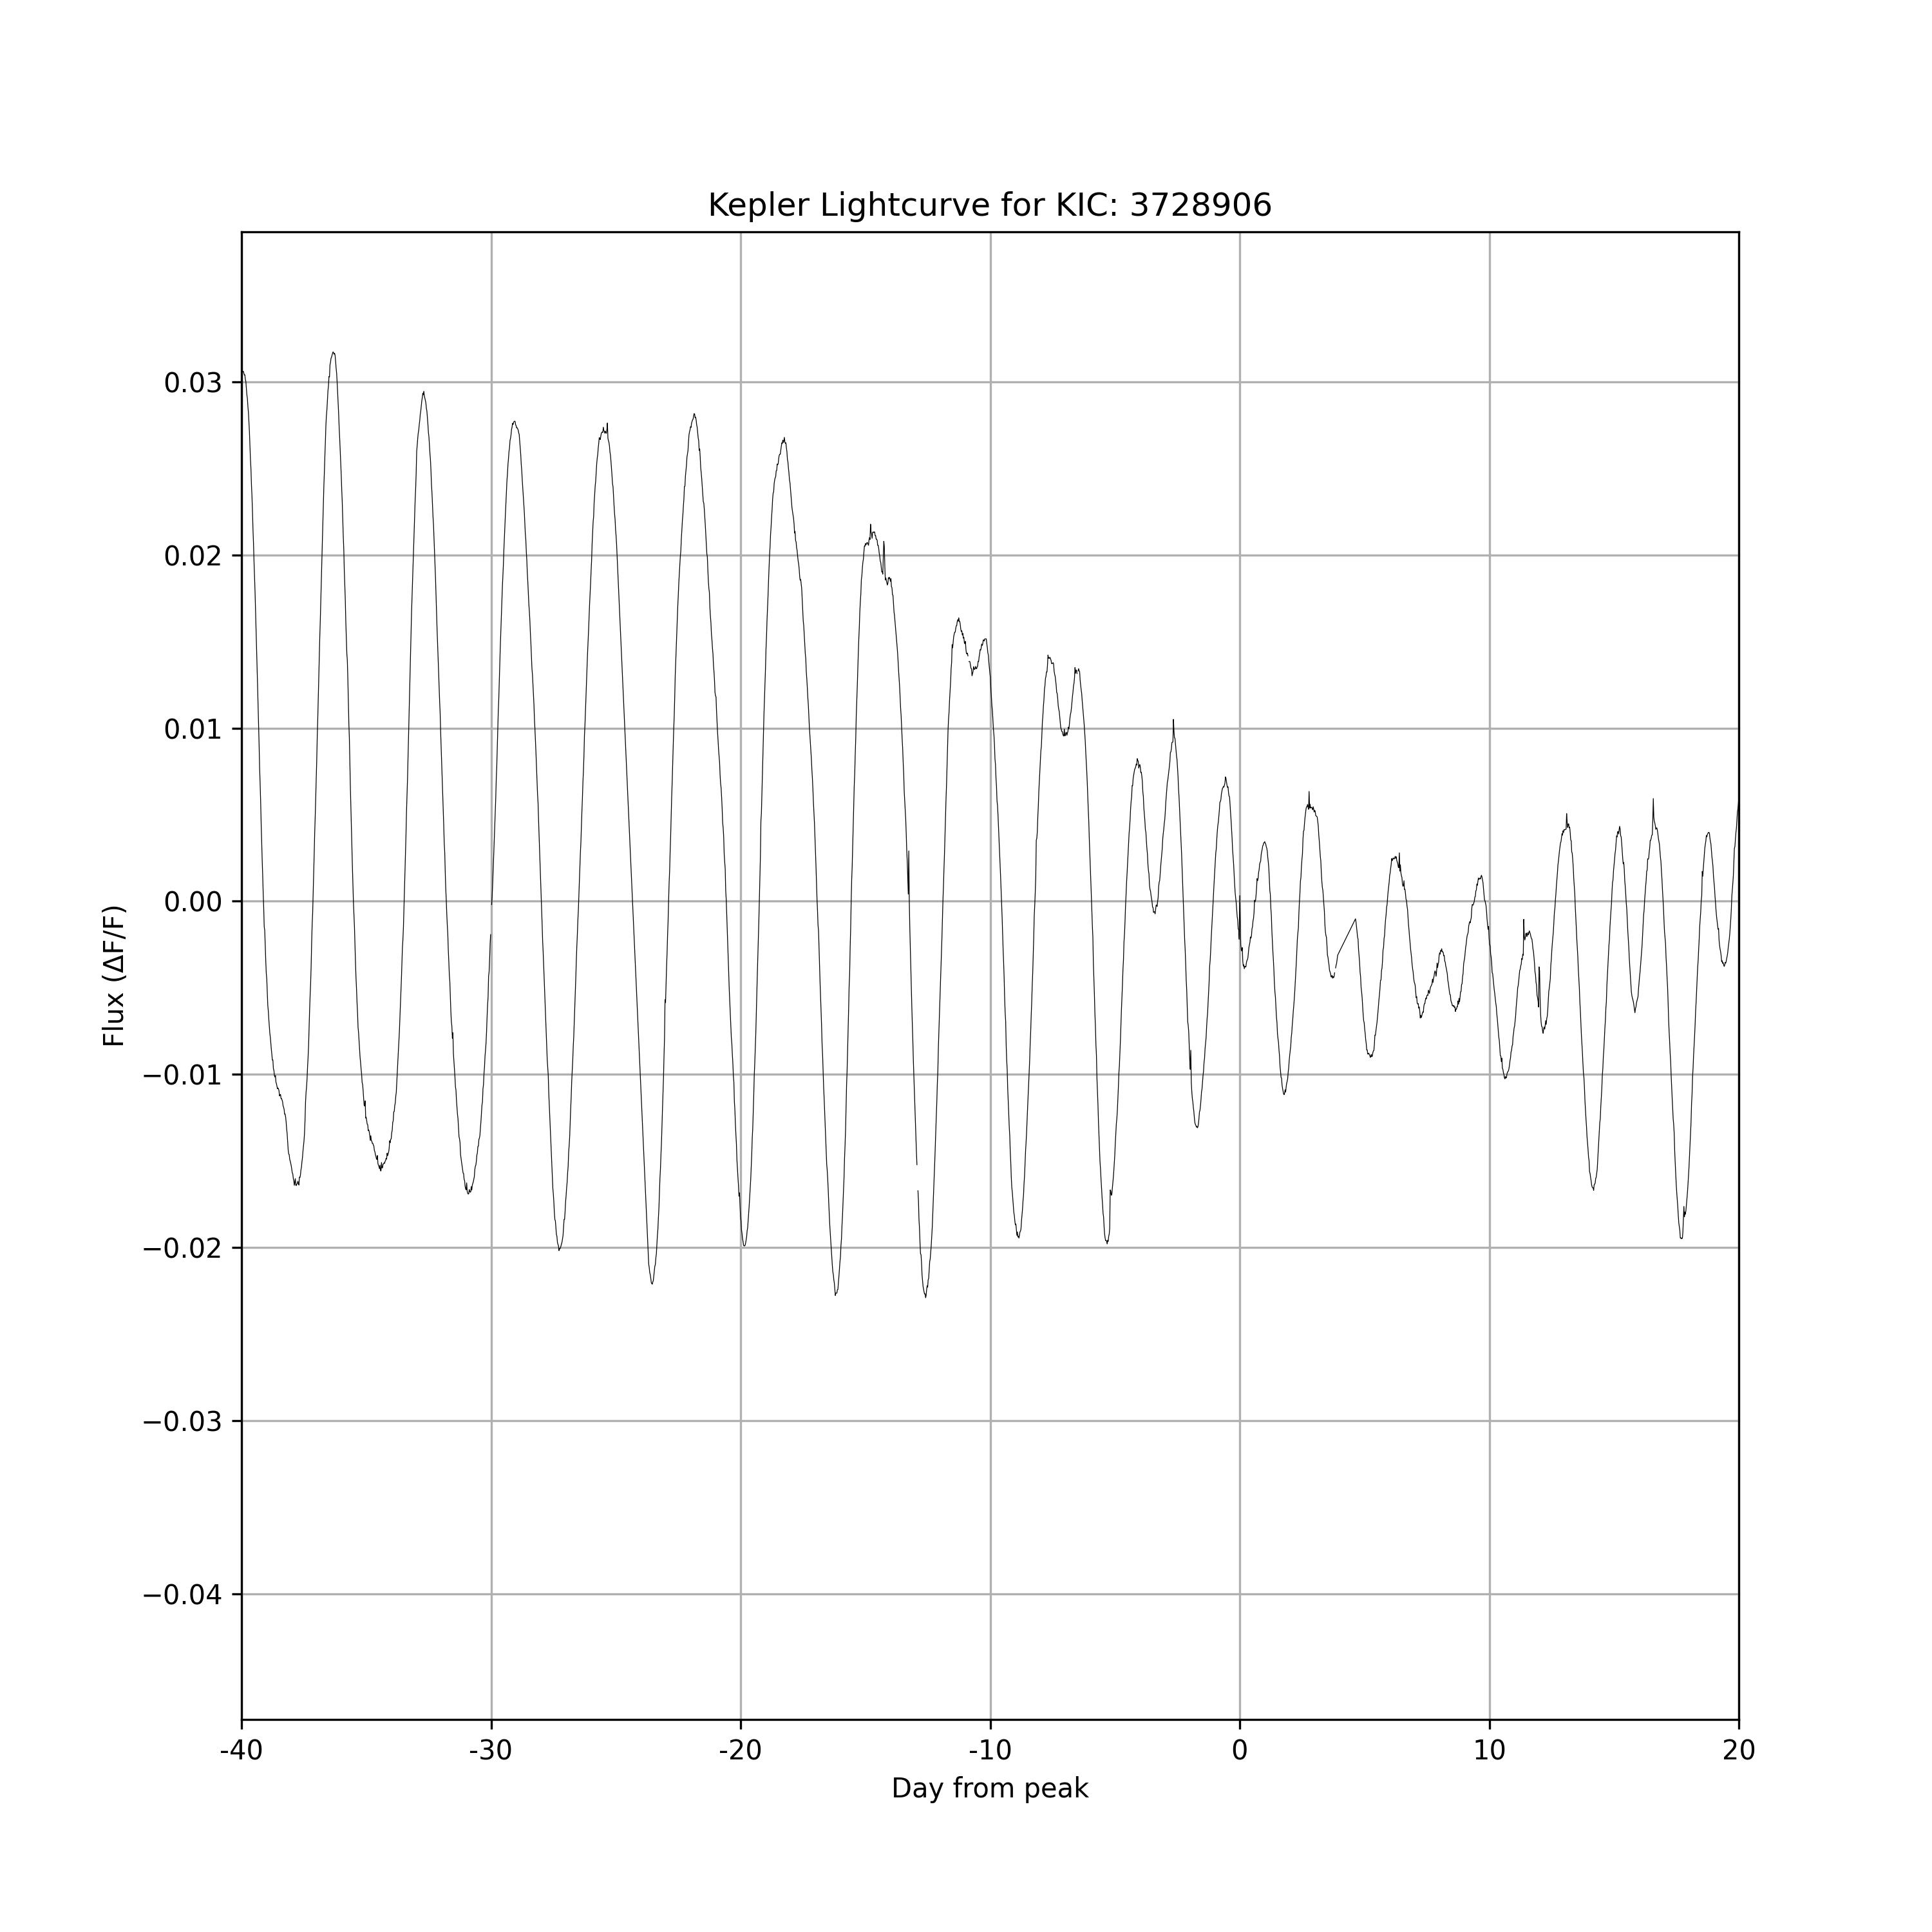 Kepler Lightcurve for KIC: 3728906
Flux (ΔF/F)
0.03
0.02
0.01
0.00
−0.01
−0.02
−0.03
−0.04
-40 -30 -20 -10 0 10 20
Day from peak